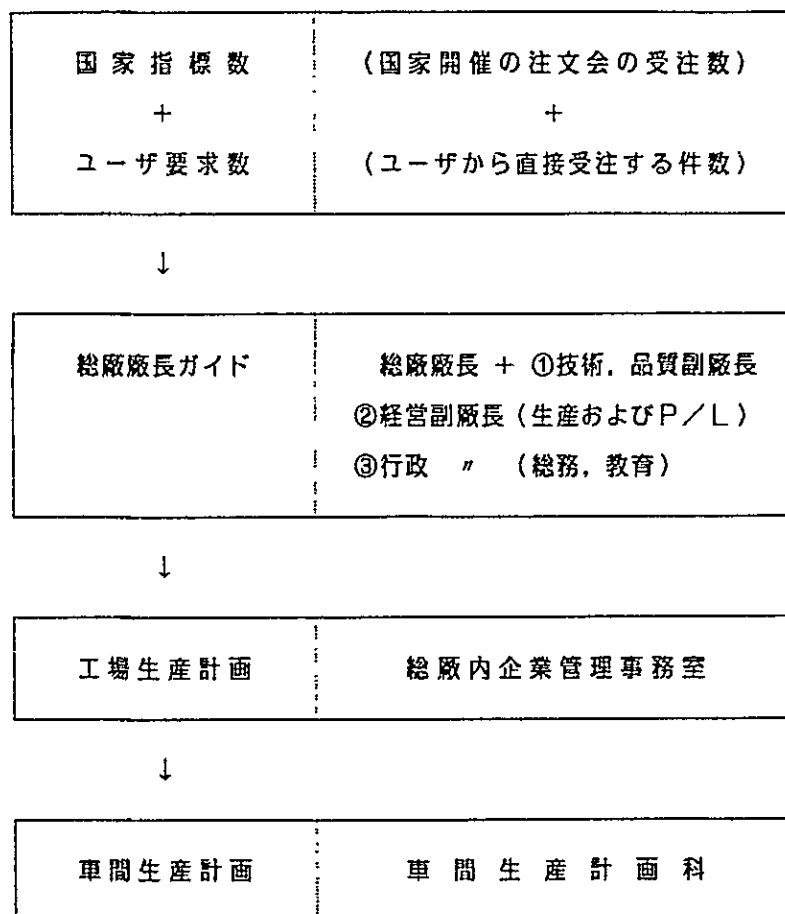 国家指標数 (国家開催の注文会の受注数)
+ +
ユーザ要求数 (ユーザから直接受注する件数)
↓
総廠廠長ガイド 総廠廠長 + ①技術, 品質副廠長
②経営副廠長 (生産およびP/L)
③行政 〃 (総務, 教育)
↓
工場生産計画 総廠内企業管理事務室
↓
車間生産計画 車間生産計画科